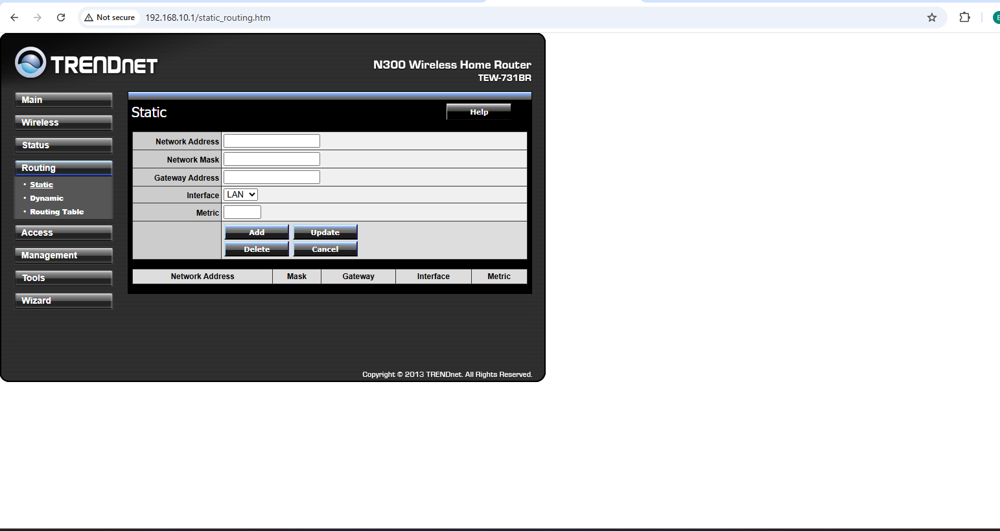 Not secure 192.168.10.1/static_routing.htm
TRENDNET
N300 Wireless Home Router
TEW-731BR
Main
Wireless
Status
Routing
Static
Dynamic
Routing Table
Access
Management
Tools
Wizard
Static
Help
Network Address
Network Mask
Gateway Address
Interface LAN
Metric
Add Update
Delete Cancel
Network Address Mask Gateway Interface Metric
Copyright © 2013 TRENDnet. All Rights Reserved.